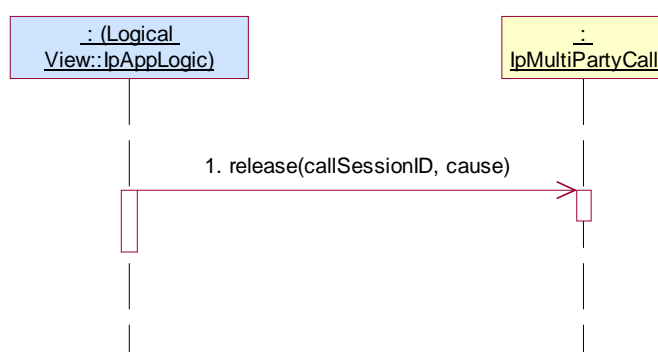 : (Logical
View::IpAppLogic)
:
IpMultiPartyCall
1. release(callSessionID, cause)